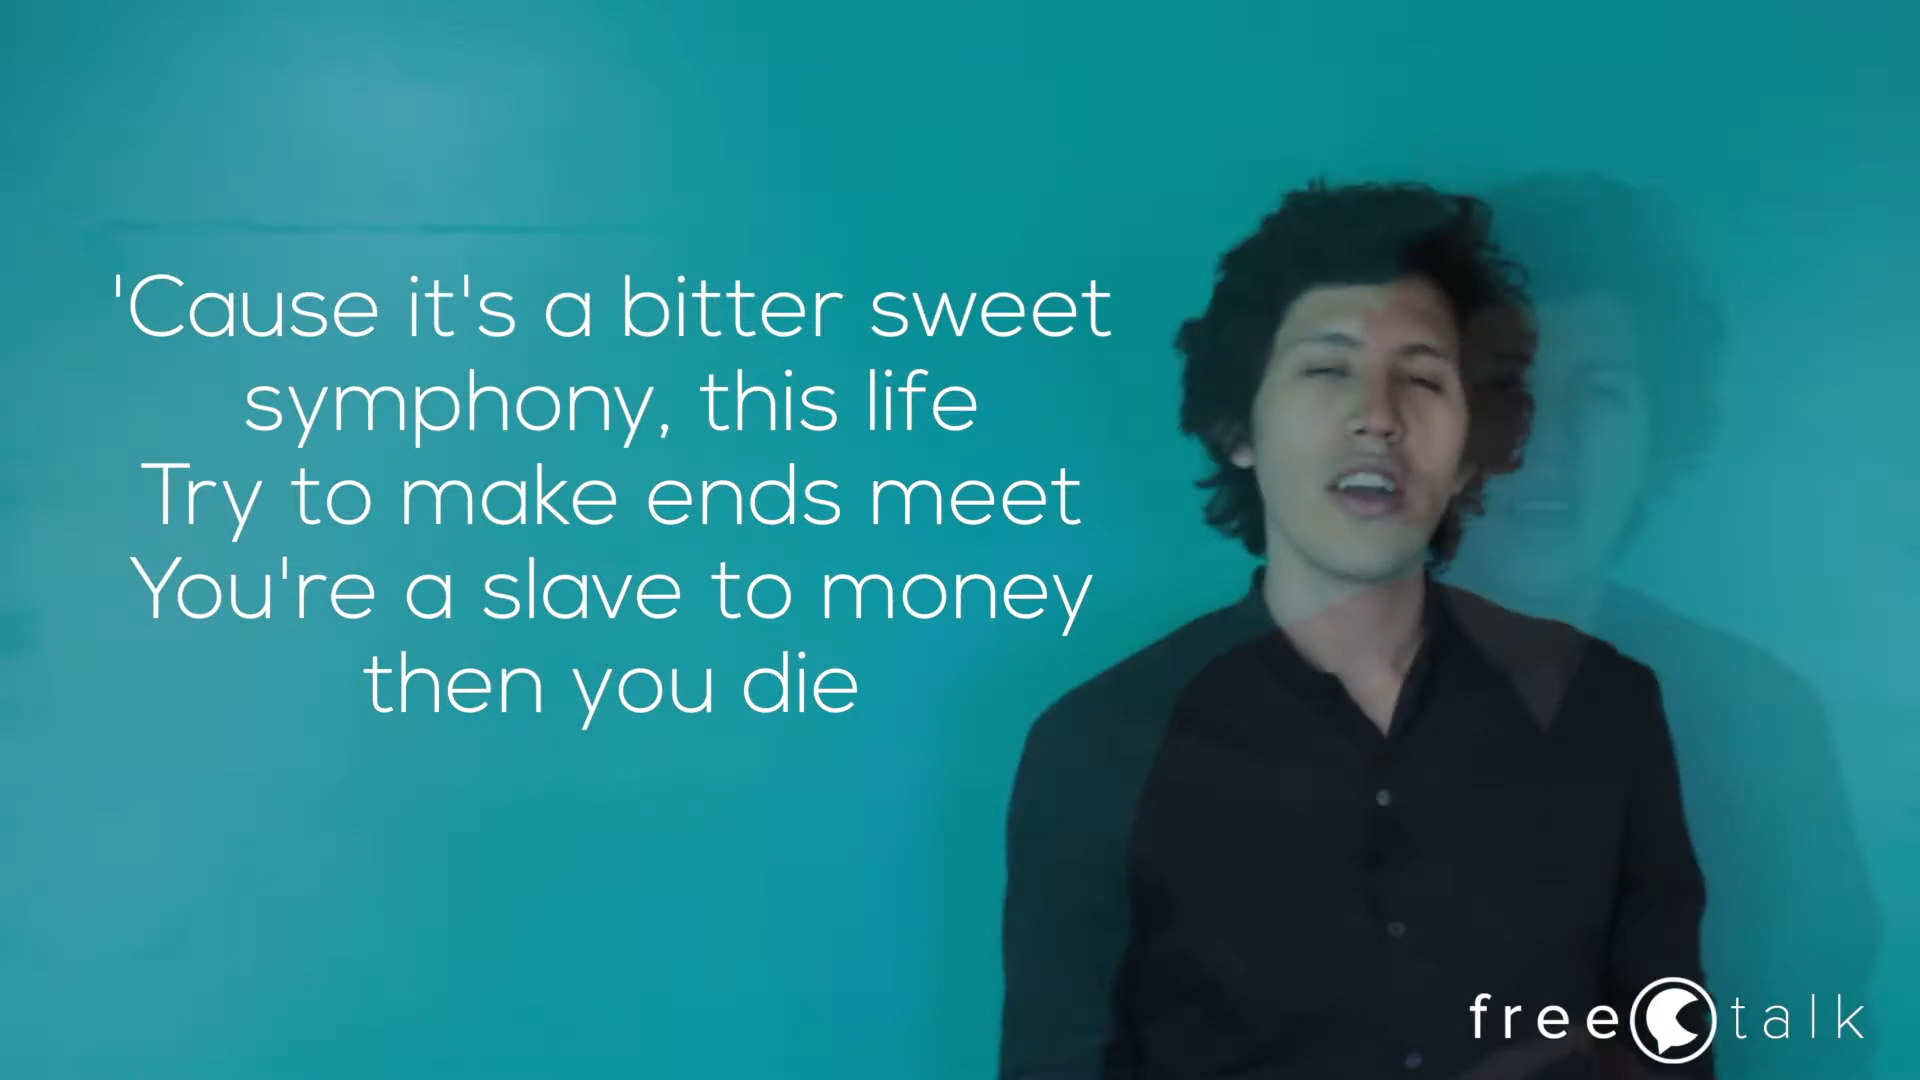 'Cause it's a bitter sweet
symphony, this life
Try to make ends meet
You're a slave to money
then you die
free talk